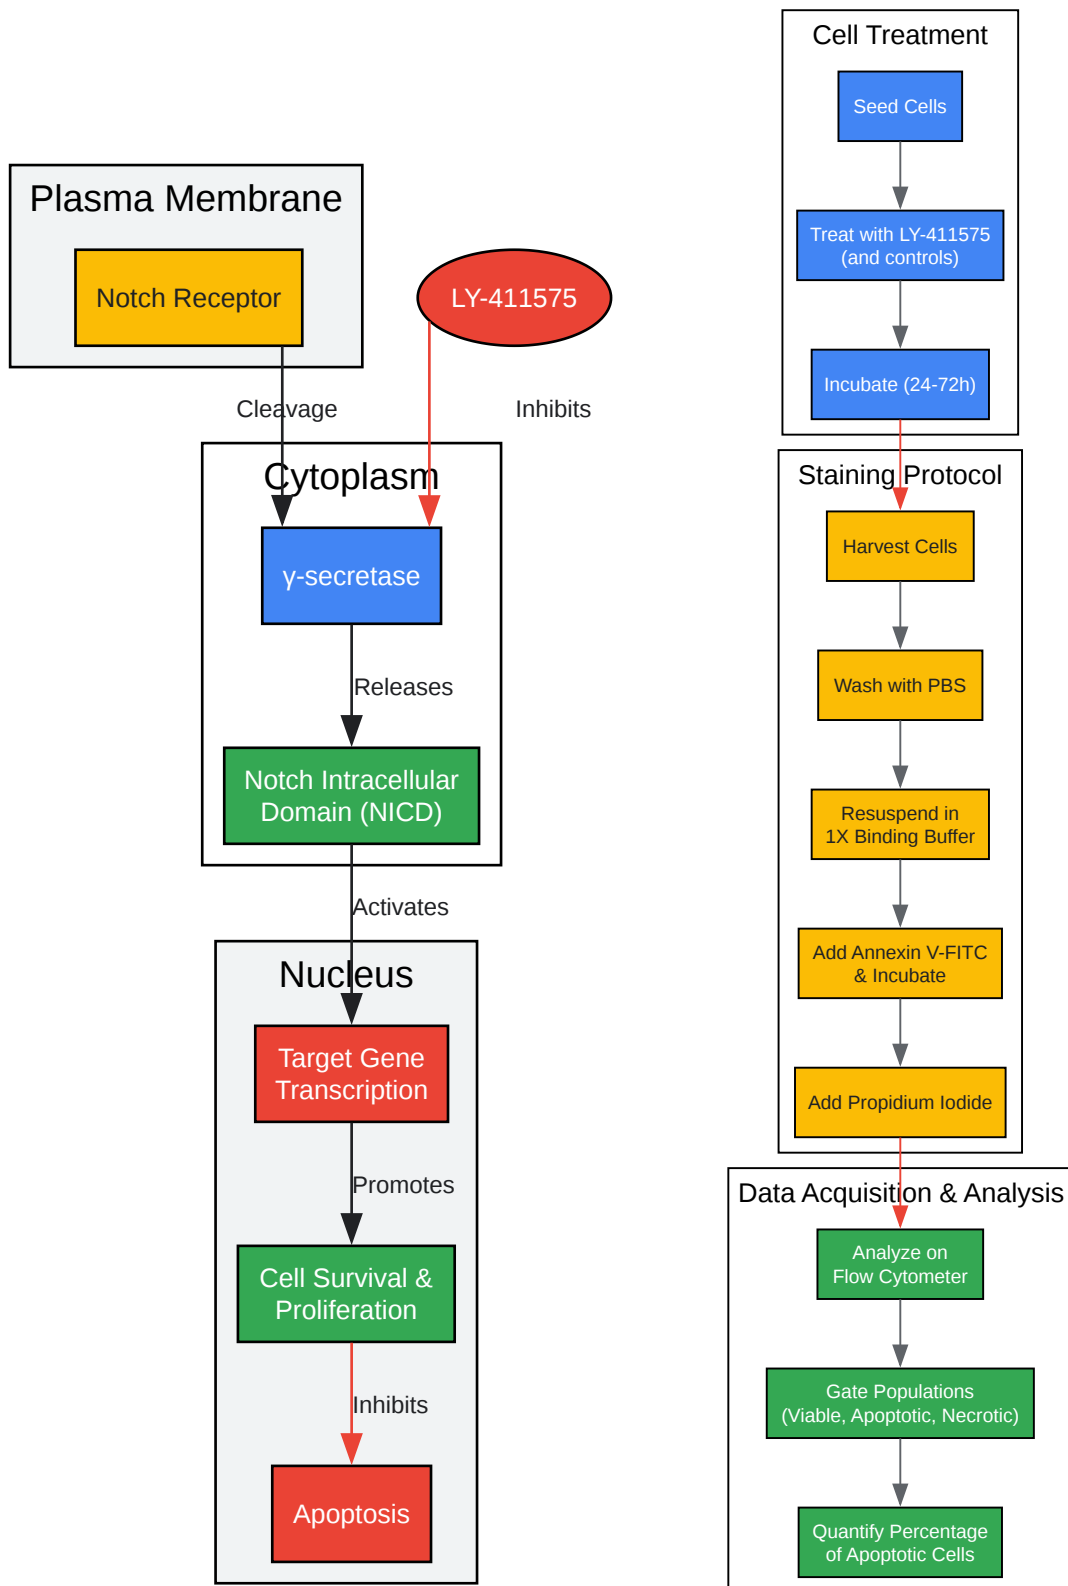 Plasma Membrane
Notch Receptor
LY-411575
Cleavage
Inhibits
Cytoplasm
γ-secretase
Releases
Notch Intracellular
Domain (NICD)
Activates
Nucleus
Target Gene
Transcription
Promotes
Cell Survival &
Proliferation
Inhibits
Apoptosis
Cell Treatment
Seed Cells
Treat with LY-411575
(and controls)
Incubate (24-72h)
Staining Protocol
Harvest Cells
Wash with PBS
Resuspend in
1X Binding Buffer
Add Annexin V-FITC
& Incubate
Add Propidium Iodide
Data Acquisition & Analysis
Analyze on
Flow Cytometer
Gate Populations
(Viable, Apoptotic, Necrotic)
Quantify Percentage
of Apoptotic Cells